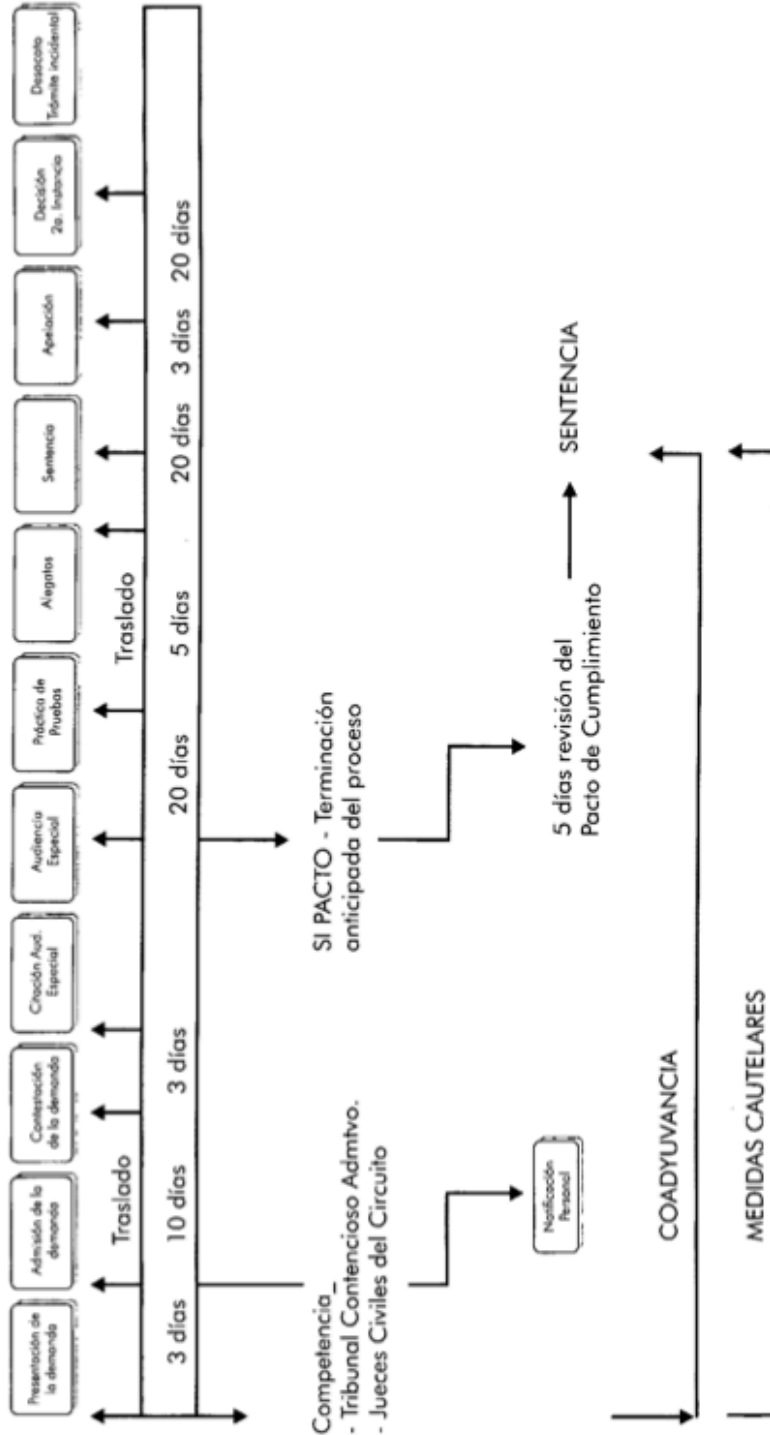 Presentación de
la demanda
Admisión de la
demanda
Contestación
de la demanda
Citación Aud.
Especial
Audiencia
Especial
Práctica de
Pruebas
Alegatos
Sentencia
Apelación
Decisión
2a. Instancia
Desacato
Trámite incidental
Traslado
Traslado
3 días
10 días
3 días
20 días
5 días
20 días
3 días
20 días
Competencia_
- Tribunal Contencioso Admtvo.
- Jueces Civiles del Circuito
SI PACTO - Terminación
anticipada del proceso
Notificación
Personal
5 días revisión del
Pacto de Cumplimiento
SENTENCIA
COADYUVANCIA
MEDIDAS CAUTELARES